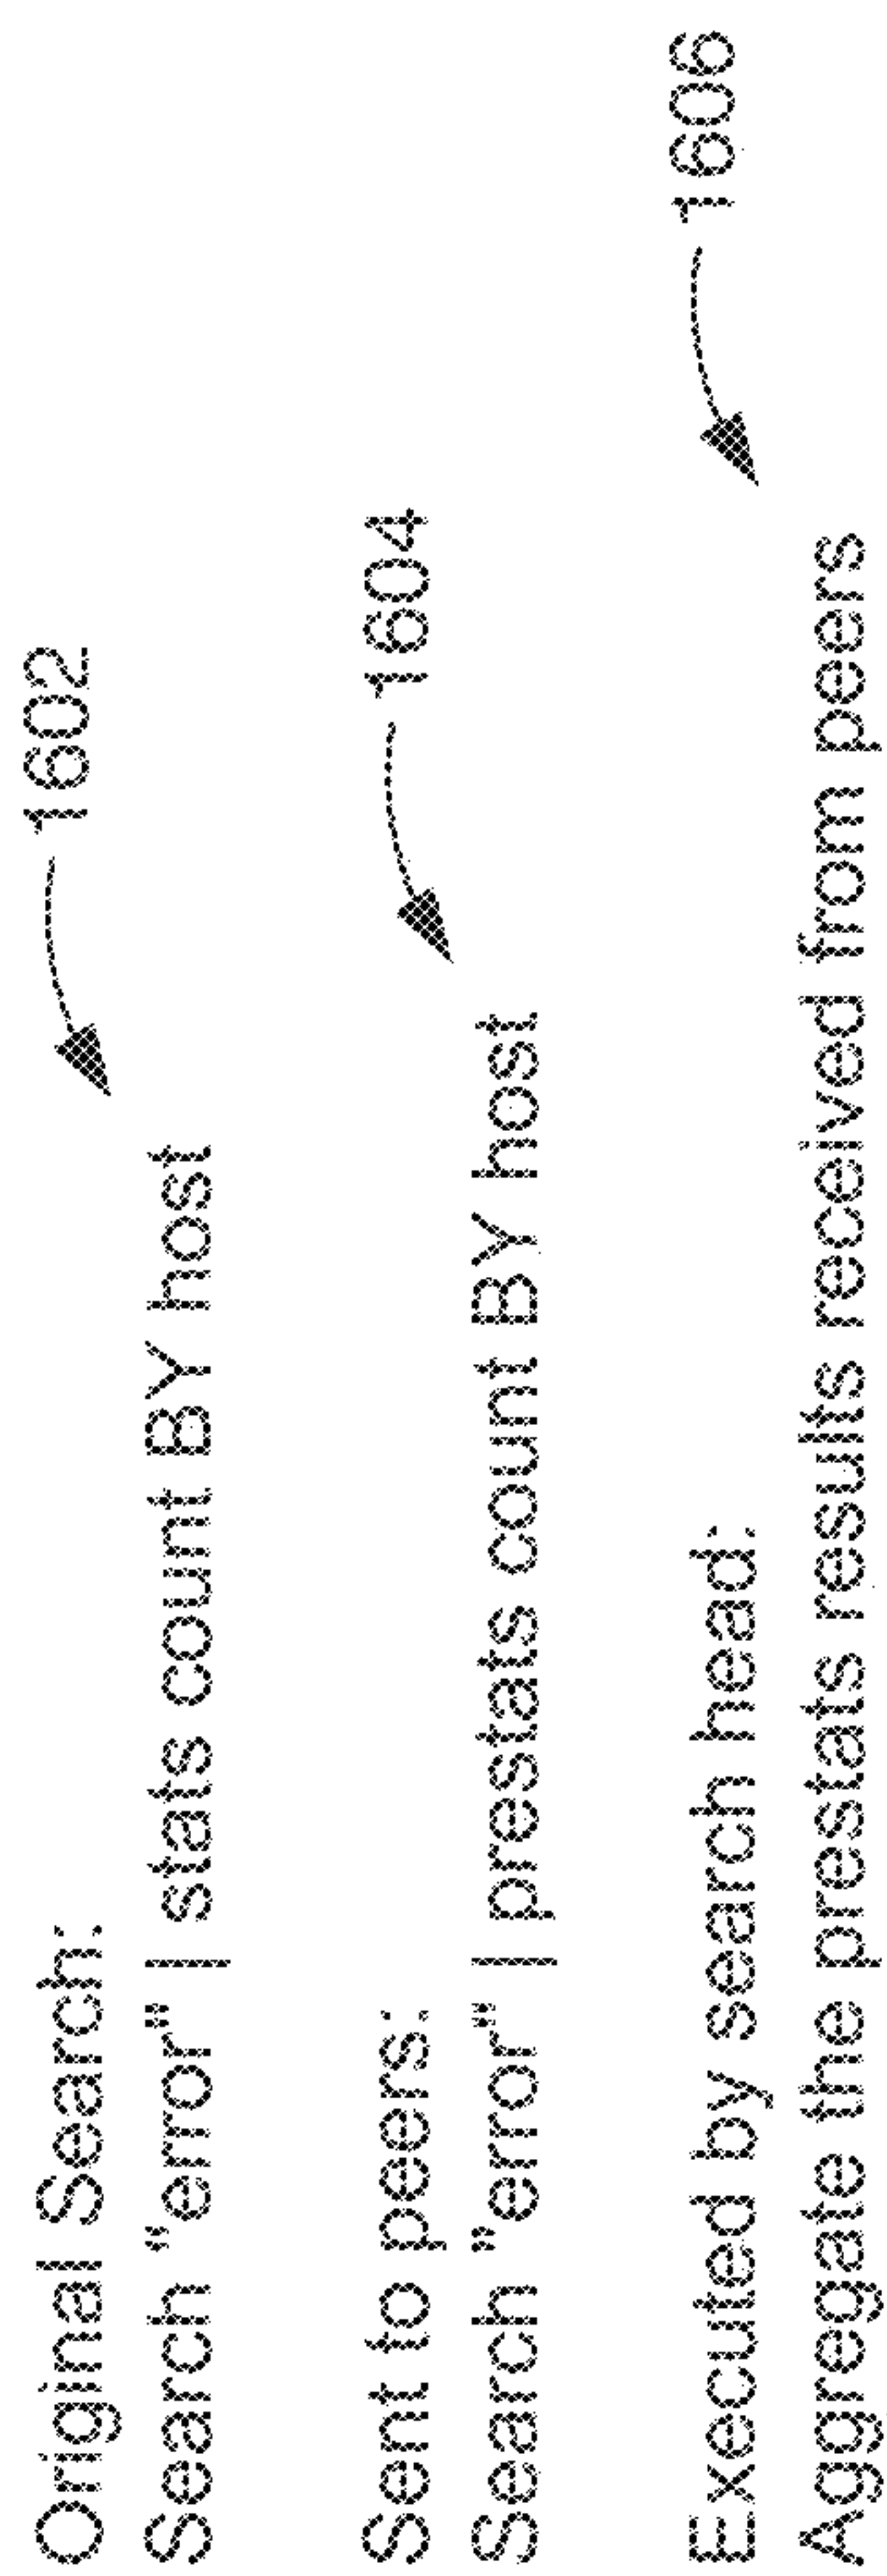 Original Search: 1602
Search "error" | stats count BY host
Sent to peers: 1604
Search "error" | prestats count BY host
Executed by search head: 1606
Aggregate the prestats results received from peers